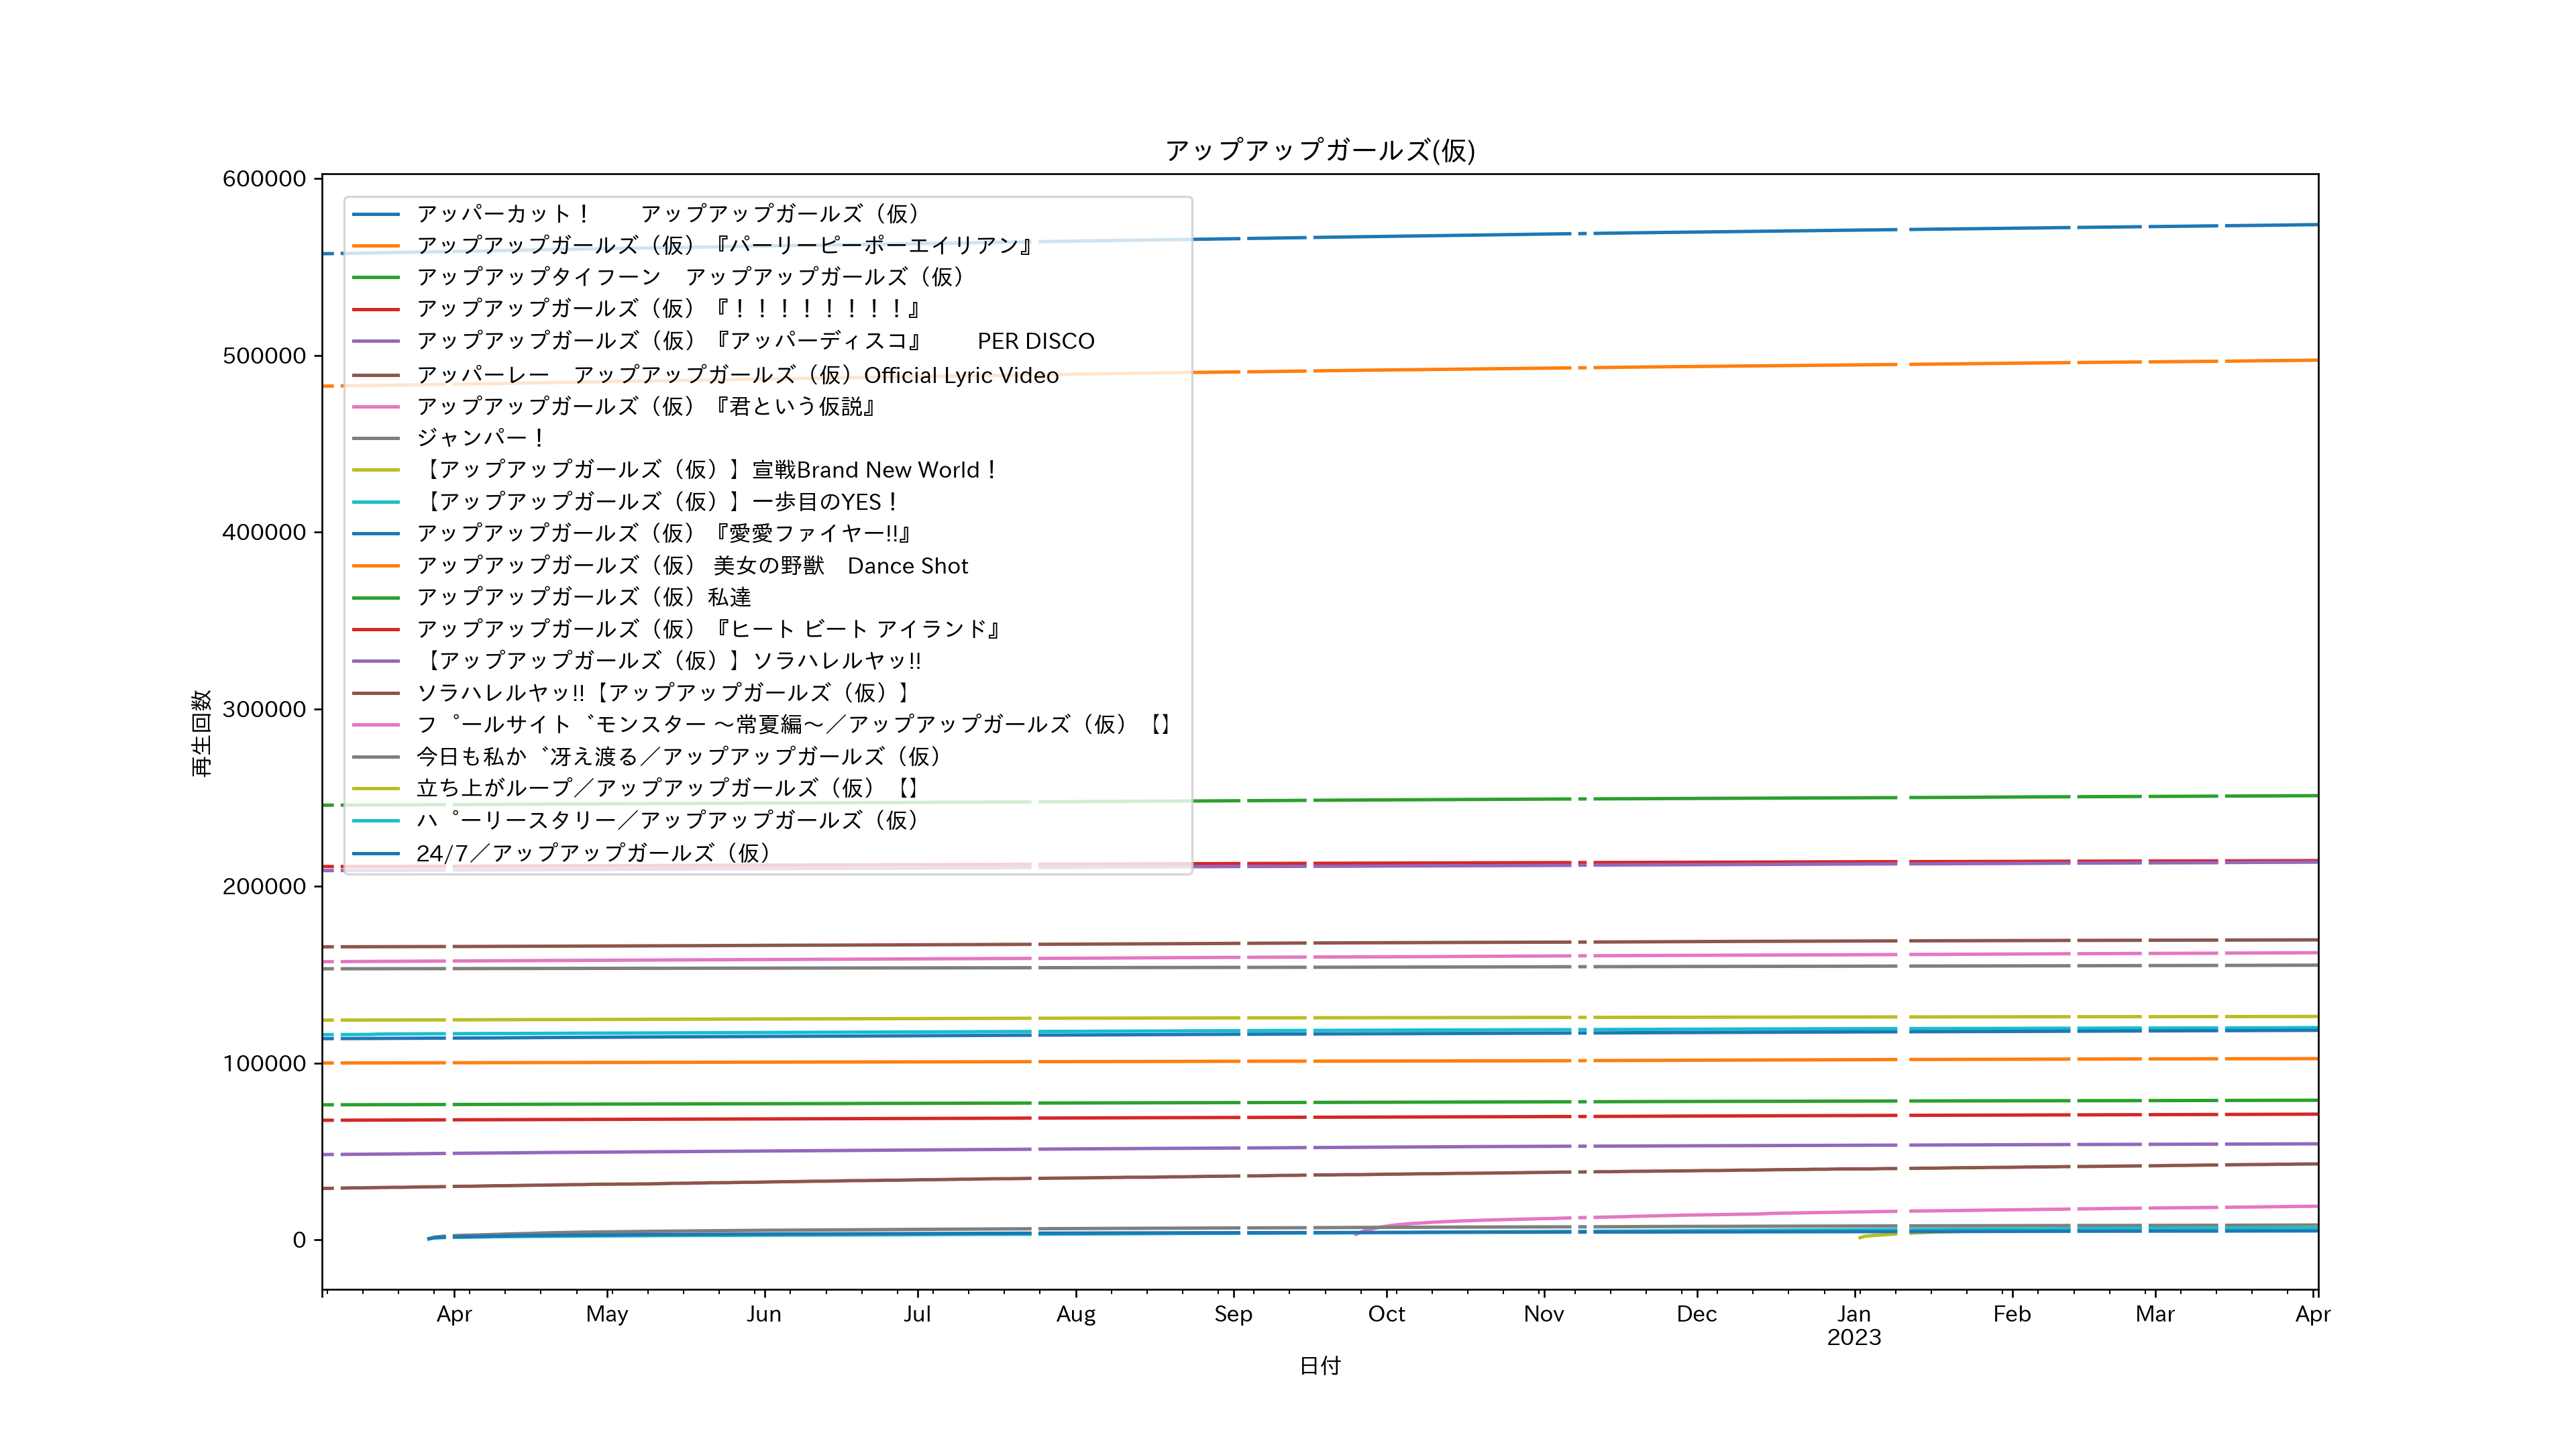 アップアップガールズ(仮)
600000
500000
400000
300000
200000
100000
0
再生回数
アッパーカット！　　アップアップガールズ（仮）
アップアップガールズ（仮）『パーリーピーポーエイリアン』
アップアップタイフーン　アップアップガールズ（仮）
アップアップガールズ（仮）『！！！！！！！！』
アップアップガールズ（仮）『アッパーディスコ』　　PER DISCO
アッパーレー　アップアップガールズ（仮）Official Lyric Video
アップアップガールズ（仮）『君という仮説』
ジャンパー！
【アップアップガールズ（仮）】宣戦Brand New World！
【アップアップガールズ（仮）】一歩目のYES！
アップアップガールズ（仮）『愛愛ファイヤー!!』
アップアップガールズ（仮） 美女の野獣　Dance Shot
アップアップガールズ（仮）私達
アップアップガールズ（仮）『ヒート ビート アイランド』
【アップアップガールズ（仮）】ソラハレルヤッ!!
ソラハレルヤッ!!【アップアップガールズ（仮）】
フ゜ールサイト゛モンスター 〜常夏編〜／アップアップガールズ（仮）【】
今日も私か゛冴え渡る／アップアップガールズ（仮）
立ち上がループ／アップアップガールズ（仮）【】
ハ゜ーリースタリー／アップアップガールズ（仮）
24/7／アップアップガールズ（仮）
Apr May Jun Jul Aug Sep Oct Nov Dec Jan Feb Mar Apr
2023
日付